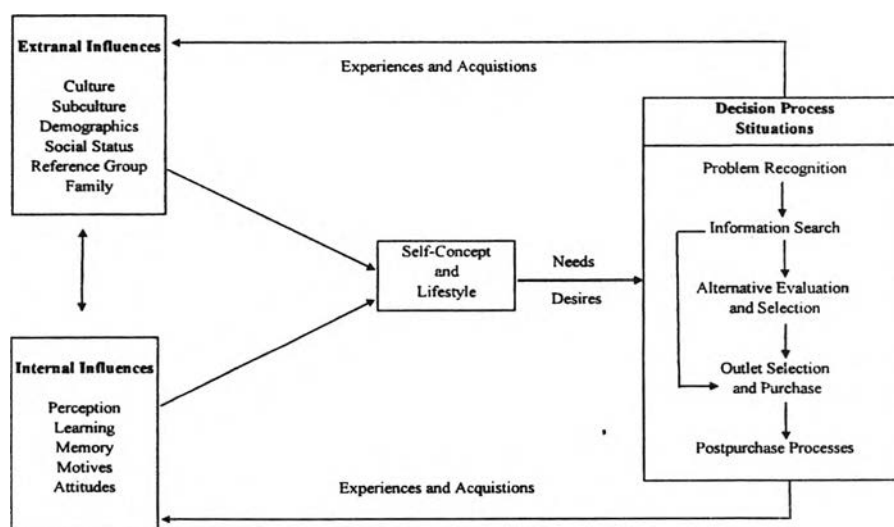 Extranal Influences
Culture
Subculture
Demographics
Social Status
Reference Group
Family
Experiences and Acquistions
Decision Process
Stituations
Problem Recognition
Information Search
Alternative Evaluation
and Selection
Outlet Selection
and Purchase
Postpurchase Processes
Self-Concept
and
Lifestyle
Needs
Desires
Internal Influences
Perception
Learning
Memory
Motives
Attitudes
Experiences and Acquistions